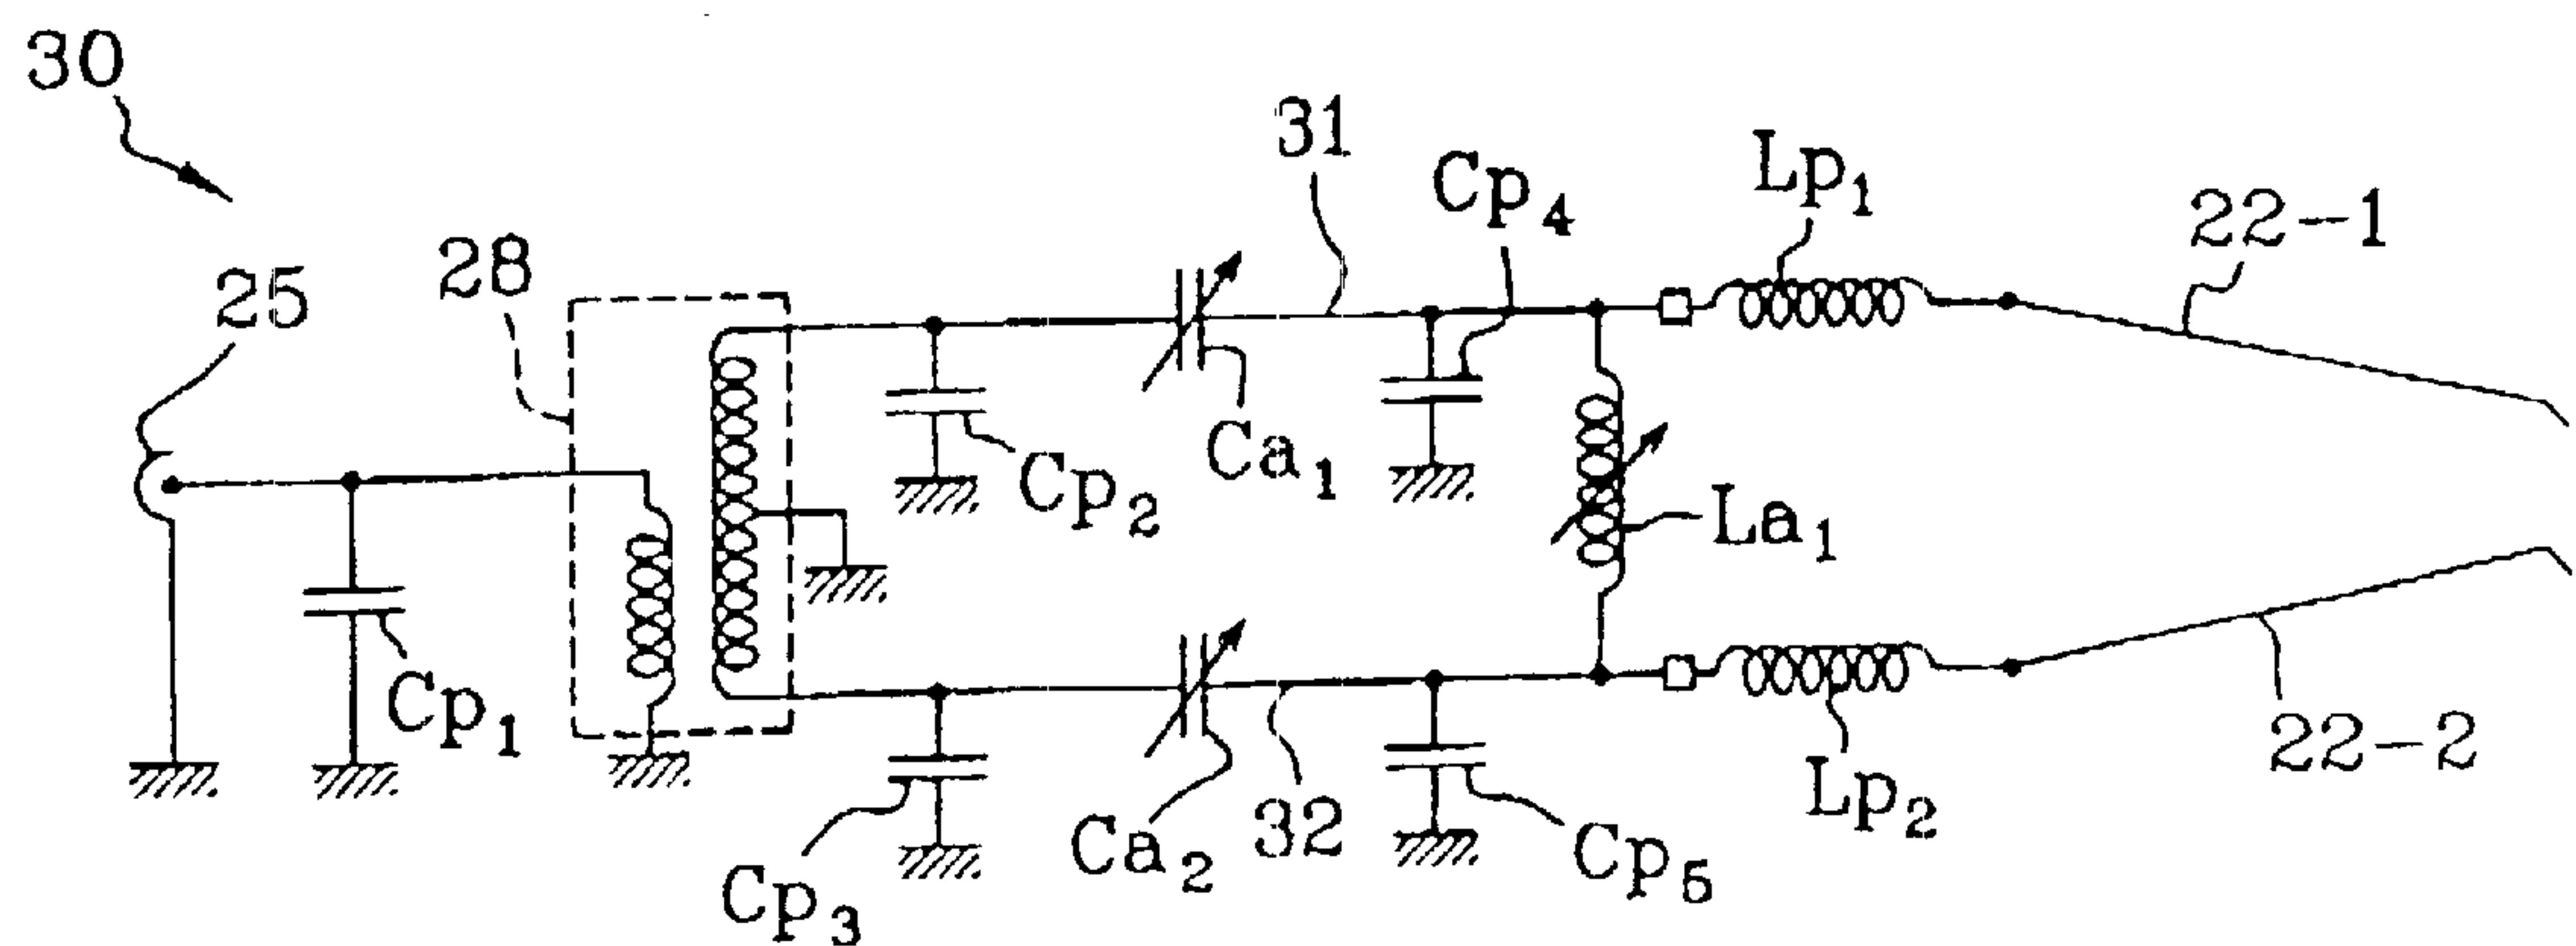 30
31
Cp₄
Lp₁
22-1
25
28
Ca₁
Cp₂
La₁
Cp₁
Cp₃
Ca₂
32
Cp₅
Lp₂
22-2